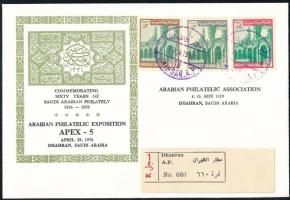 COMMEMORATING
SIXTY YEARS OF
SAUDI ARABIAN PHILATELY
1916 - 1976
ARABIAN PHILATELIC EXPOSITION
APEX - 5
APRIL 29, 1976
DHAHRAN, SAUDI ARABIA
ARABIAN PHILATELIC ASSOCIATION
P. O. BOX 1929
DHAHRAN, SAUDI ARABIA
R
Dhahran
A.P.
مطار الظهران
No 660
نمرة ٦٦٠